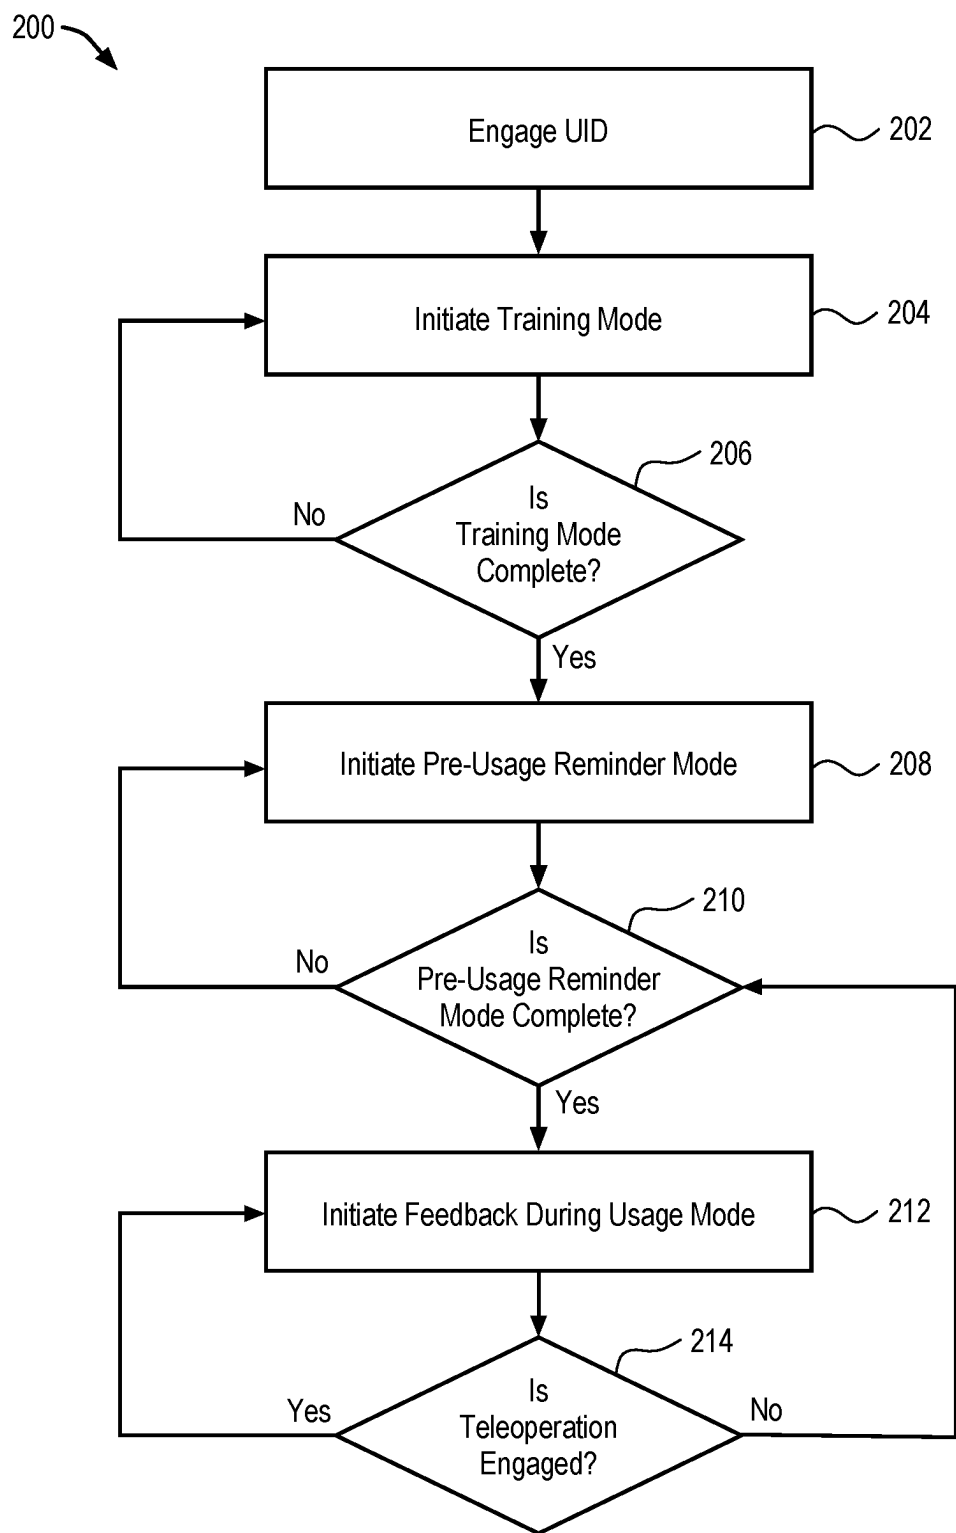 200
Engage UID
202
Initiate Training Mode
204
206
Is
Training Mode
Complete?
No
Yes
Initiate Pre-Usage Reminder Mode
208
210
Is
Pre-Usage Reminder
Mode Complete?
No
Yes
Initiate Feedback During Usage Mode
212
214
Is
Teleoperation
Engaged?
Yes
No